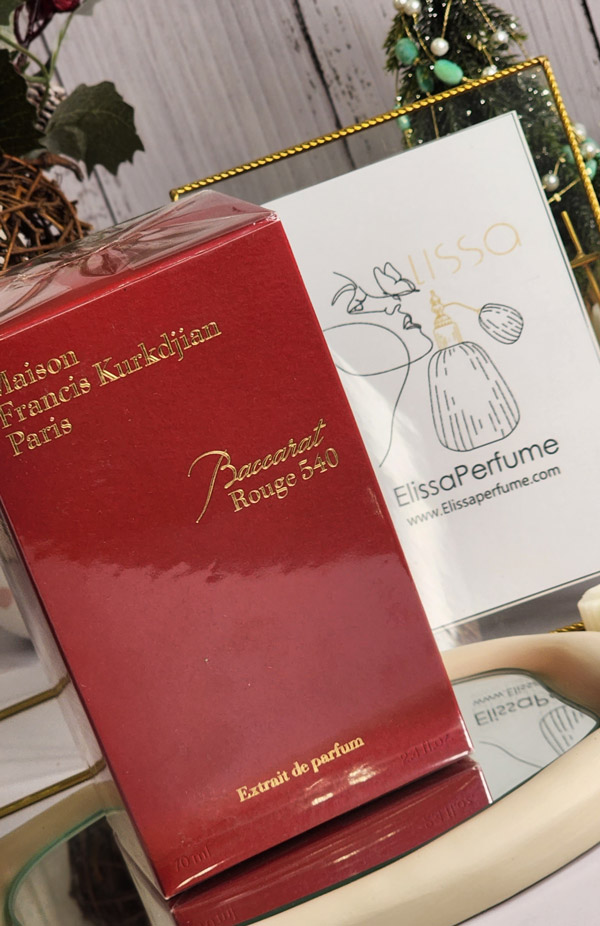 Maison
Francis Kurkdjian
Paris
Baccarat
Rouge 540
Extrait de parfum
70 ml
lissa
ElissaPerfume
www.Elissaperfume.com